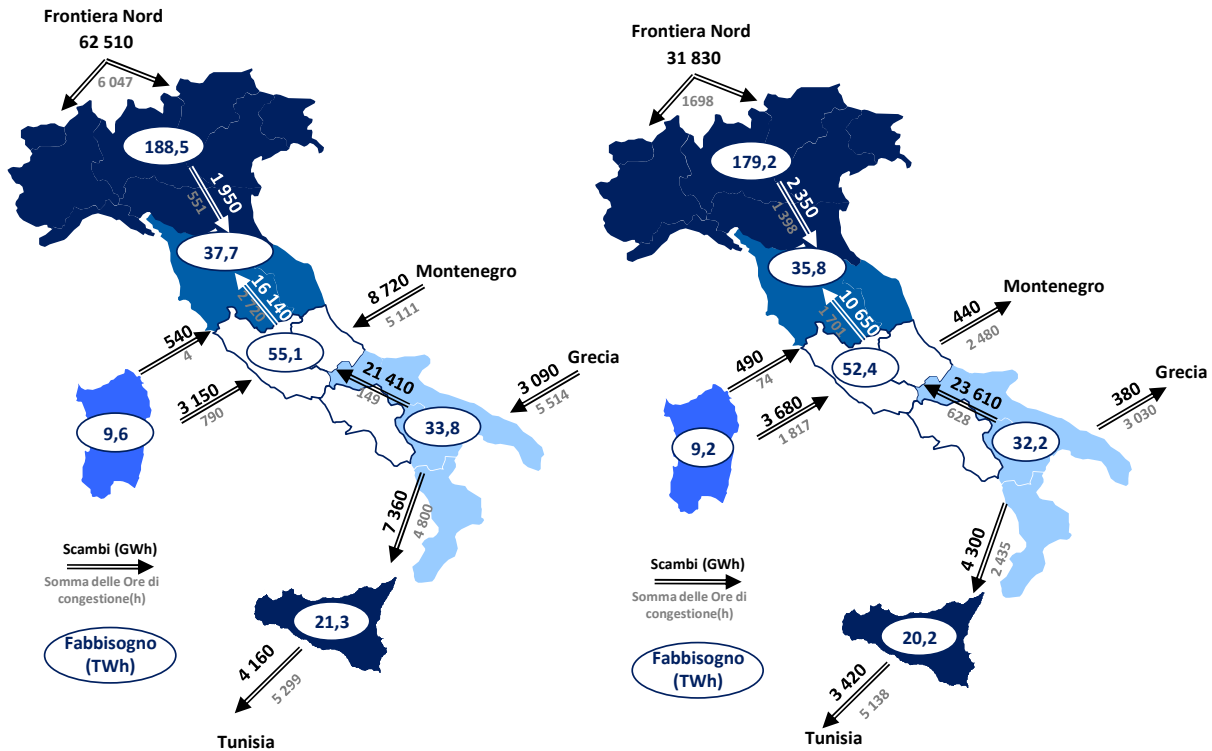 Frontiera Nord
62 510
6 047
188,5
1 950
551
37,7
16 140
2 720
8 720
Montenegro
5 111
540
4
55,1
3 150
790
9,6
21 410
149
Grecia
3 090
5 514
33,8
7 360
4 800
Scambi (GWh)
Somma delle Ore di
congestione(h)
Fabbisogno
(TWh)
21,3
4 160
5 299
Tunisia
Frontiera Nord
31 830
1698
179,2
2 350
1 398
35,8
10 650
1 701
440
Montenegro
2 480
490
74
52,4
3 680
1 817
9,2
23 610
628
Grecia
380
3 030
32,2
4 300
2 435
Scambi (GWh)
Somma delle Ore di
congestione(h)
Fabbisogno
(TWh)
20,2
3 420
5 138
Tunisia